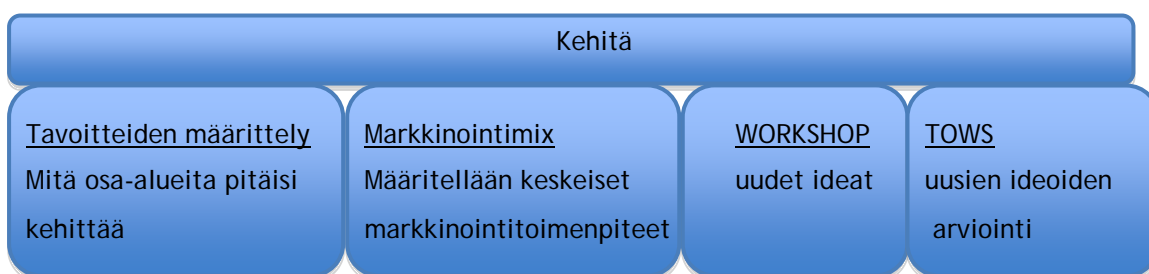 Kehitä
Tavoitteiden määrittely
Mitä osa-alueita pitäisi
kehittää
Markkinointimix
Määritellään keskeiset
markkinointitoimenpiteet
WORKSHOP
uudet ideat
TOWS
uusien ideoiden
arviointi